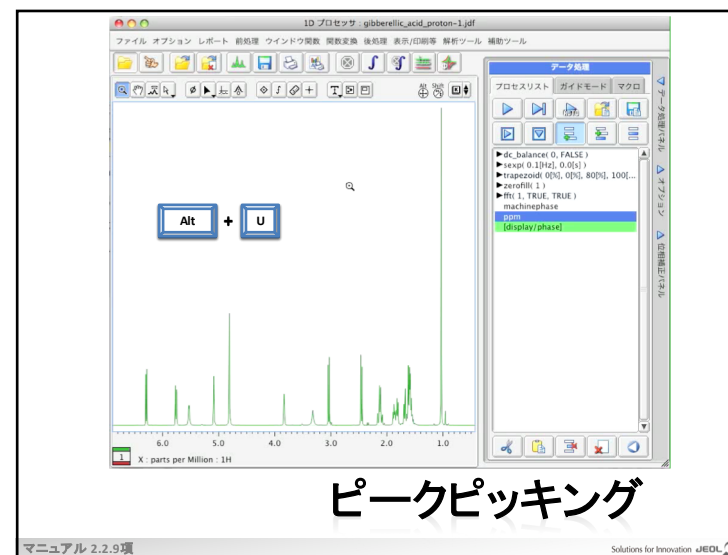 1D プロセッサ : gibberellic_acid_proton-1.jdf
ファイル オプション レポート 前処理 ウインドウ関数 関数変換 後処理 表示/印刷等 解析ツール 補助ツール
データ処理
プロセスリスト ガイドモード マクロ
dc_balance( 0, FALSE )
sexp( 0.1[Hz], 0.0[s] )
trapezoid( 0[%], 0[%], 80[%], 100[...
zerofill( 1 )
fft( 1, TRUE, TRUE )
machinephase
ppm
[display/phase]
データ処理パネル
オプション
位相補正パネル
Alt + U
6.0 5.0 4.0 3.0 2.0 1.0
1 X : parts per Million : 1H
ピークピッキング
マニュアル 2.2.9項
Solutions for Innovation JEOL